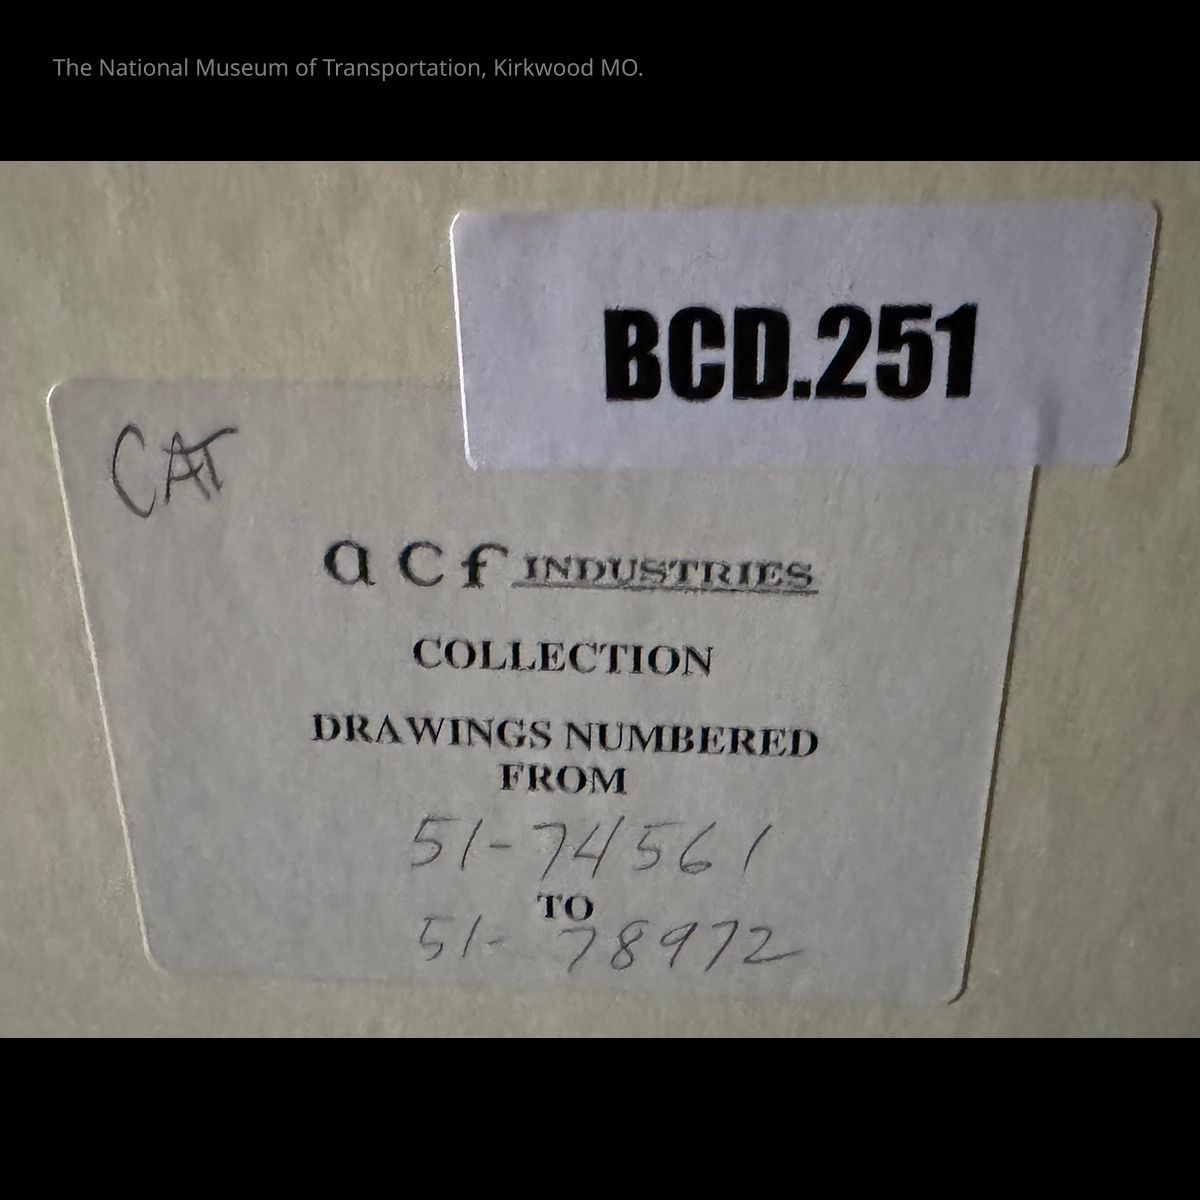 The National Museum of Transportation, Kirkwood MO.
BCD.251
CAT
acf INDUSTRIES
COLLECTION
DRAWINGS NUMBERED
FROM
51-74561
TO
51-78972